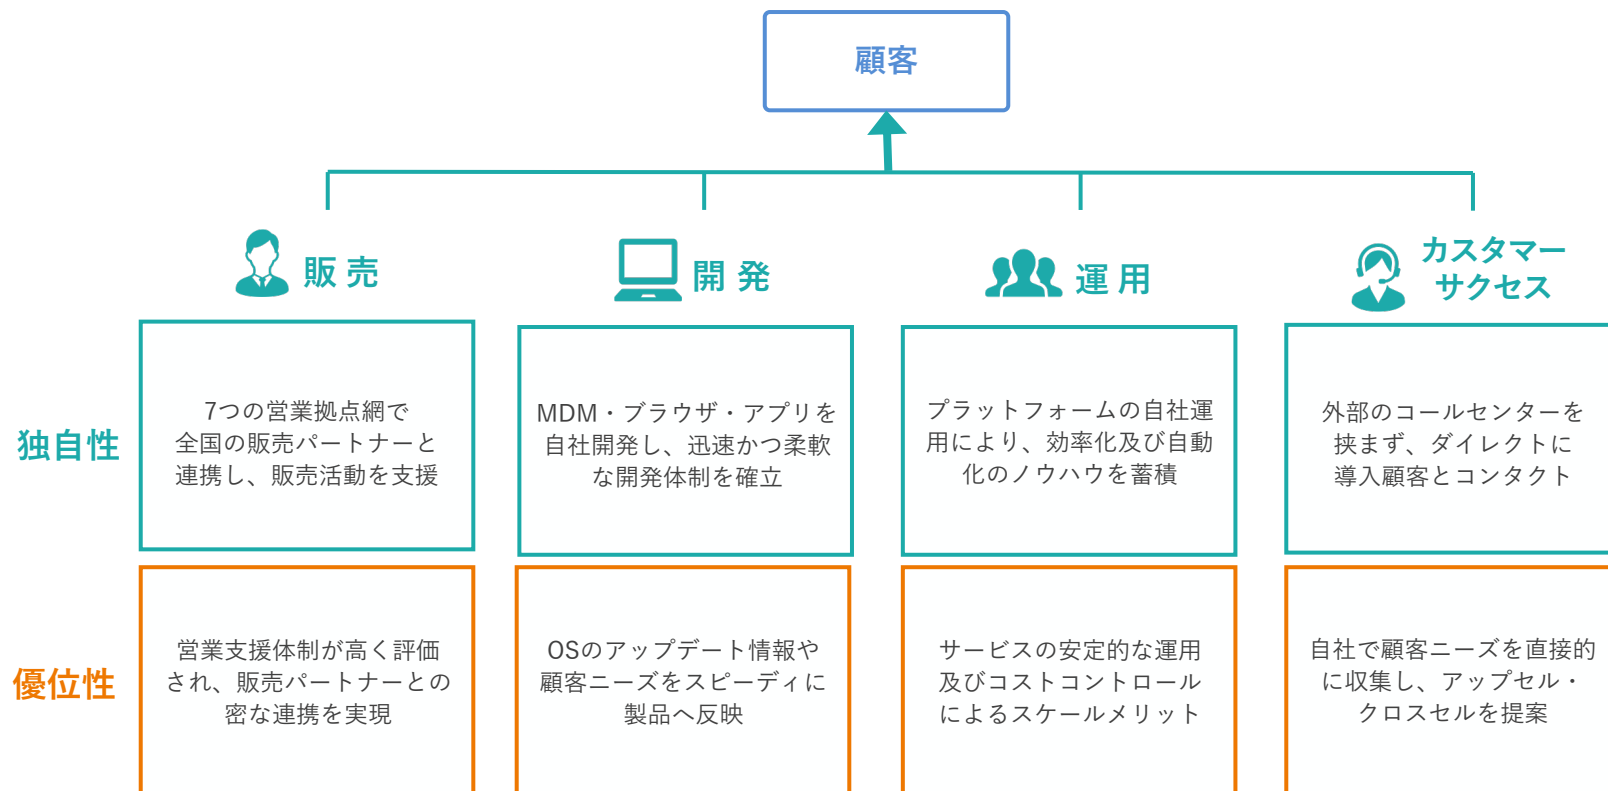 顧客
販売
開発
運用
カスタマー
サクセス
独自性
7つの営業拠点網で
全国の販売パートナーと
連携し、販売活動を支援
MDM・ブラウザ・アプリを
自社開発し、迅速かつ柔軟
な開発体制を確立
プラットフォームの自社運
用により、効率化及び自動
化のノウハウを蓄積
外部のコールセンターを
挟まず、ダイレクトに
導入顧客とコンタクト
優位性
営業支援体制が高く評価
され、販売パートナーとの
密な連携を実現
OSのアップデート情報や
顧客ニーズをスピーディに
製品へ反映
サービスの安定的な運用
及びコストコントロール
によるスケールメリット
自社で顧客ニーズを直接的
に収集し、アップセル・
クロスセルを提案